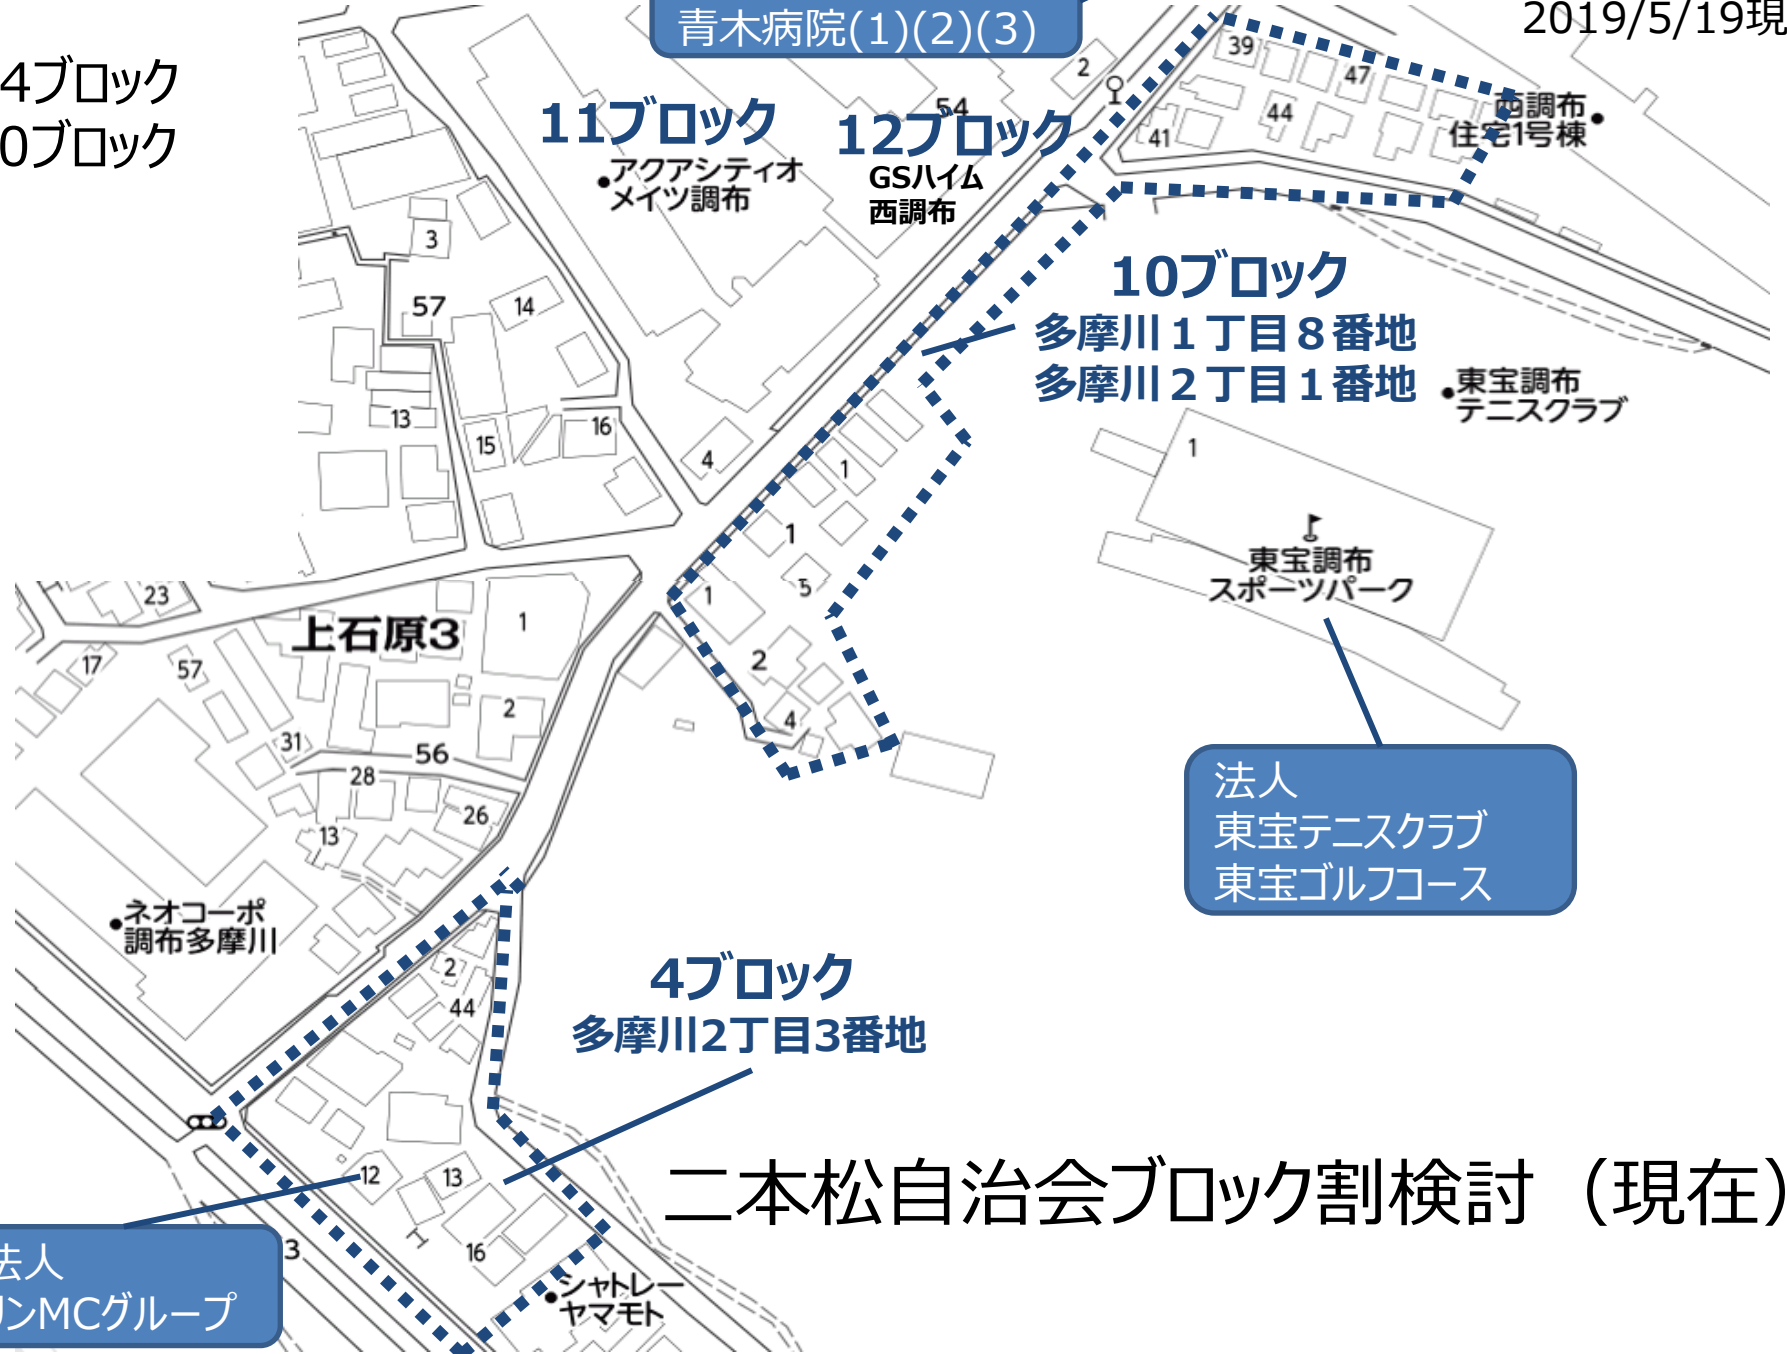 青木病院(1)(2)(3)
2019/5/19現
4ブロック
0ブロック
11ブロック
アクアシティオ
メイツ調布
54
12ブロック
GSハイム
西調布
2
39
47
44
41
西調布
住宅1号棟
10ブロック
多摩川1丁目8番地
多摩川2丁目1番地
東宝調布
テニスクラブ
1
東宝調布
スポーツパーク
3
57
14
13
15
16
4
1
1
5
1
2
4
23
上石原3
1
17
57
2
31
56
28
26
13
法人
東宝テニスクラブ
東宝ゴルフコース
ネオコーポ
調布多摩川
2
44
4ブロック
多摩川2丁目3番地
12
13
16
二本松自治会ブロック割検討（現在）
3
法人
リンMCグループ
シャトレー
ヤマモト